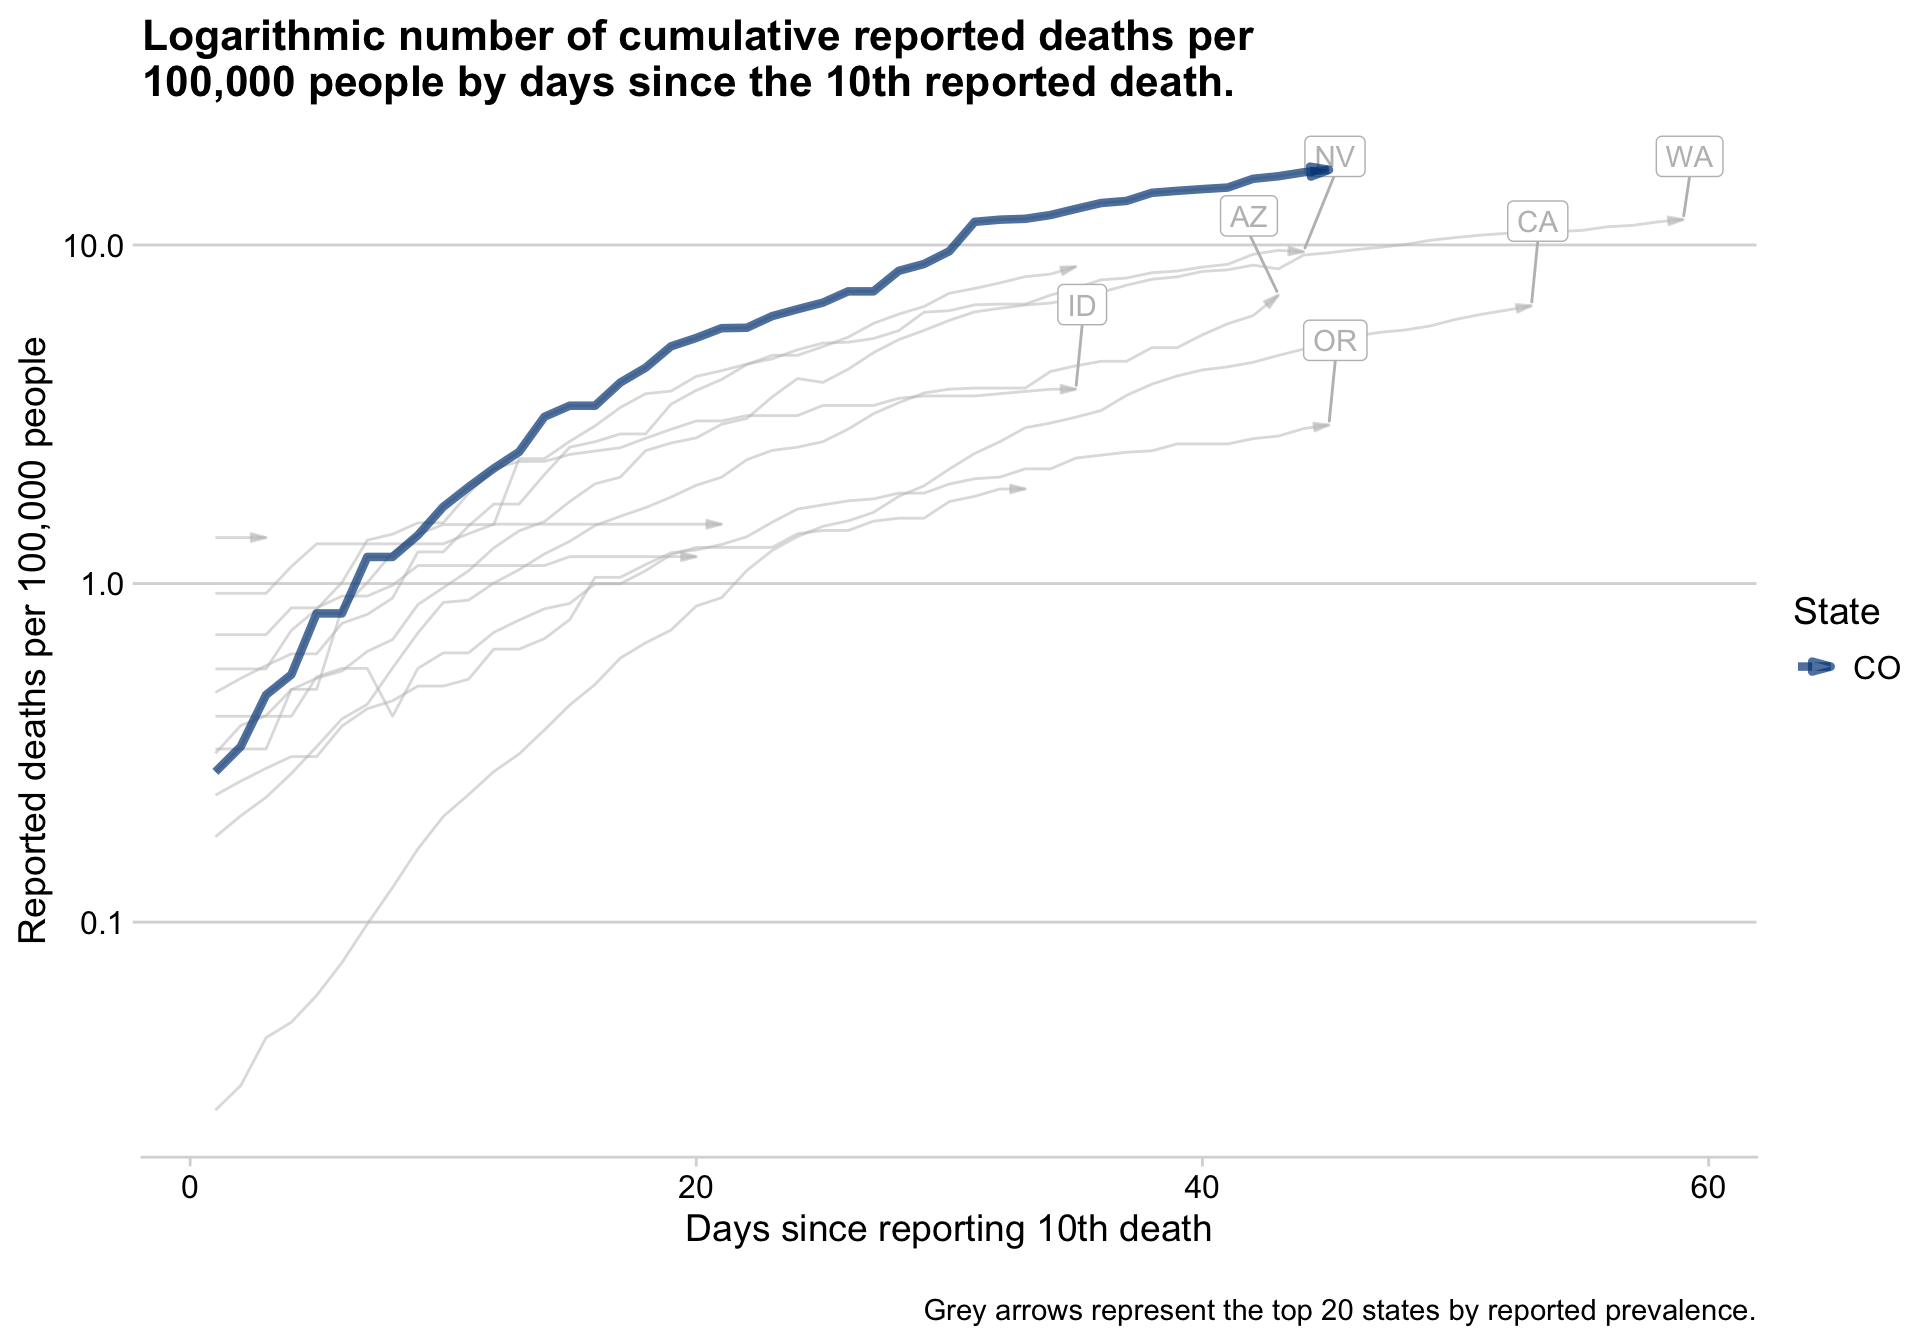 Logarithmic number of cumulative reported deaths per
100,000 people by days since the 10th reported death.
Reported deaths per 100,000 people
10.0
1.0
0.1
NV
WA
AZ
CA
ID
OR
State
CO
0
20
40
60
Days since reporting 10th death
Grey arrows represent the top 20 states by reported prevalence.